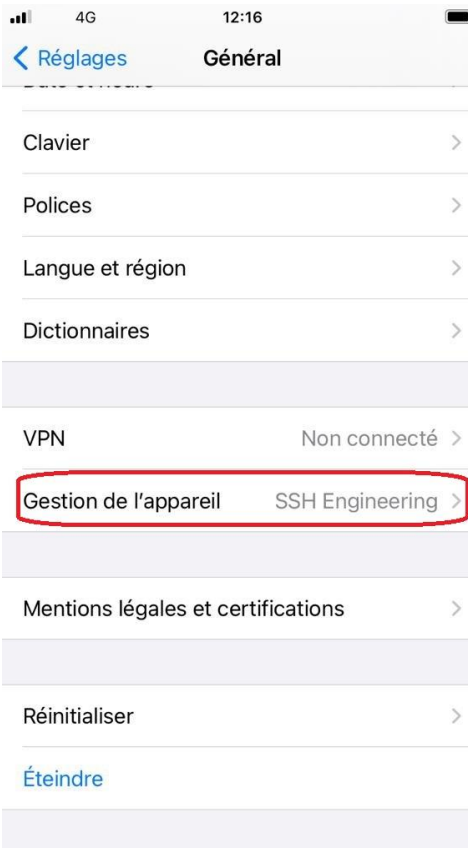 4G 12:16
Réglages Général
Clavier
Polices
Langue et région
Dictionnaires
VPN Non connecté
Gestion de l'appareil SSH Engineering
Mentions légales et certifications
Réinitialiser
Éteindre